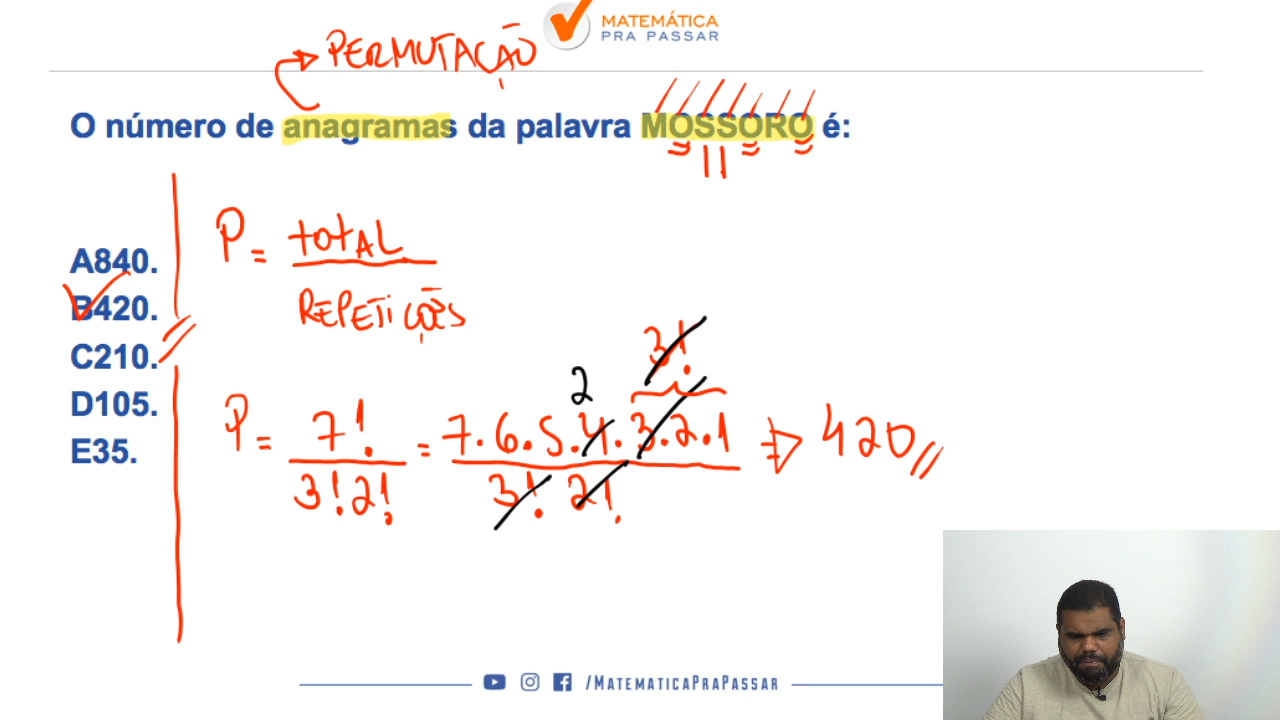 MATEMÁTICA
PRA PASSAR
PERMUTAÇÃO
O número de anagramas da palavra MOSSORO é:
P = TOTAL
REPETIÇÕES
A840.
B420.
C210.
D105.
E35.
3!
2
P = 7! = 7.6.5.4.3.2.1 ⇒ 420
3!2! 3! 2!
/MATEMATICAPRAPASSAR